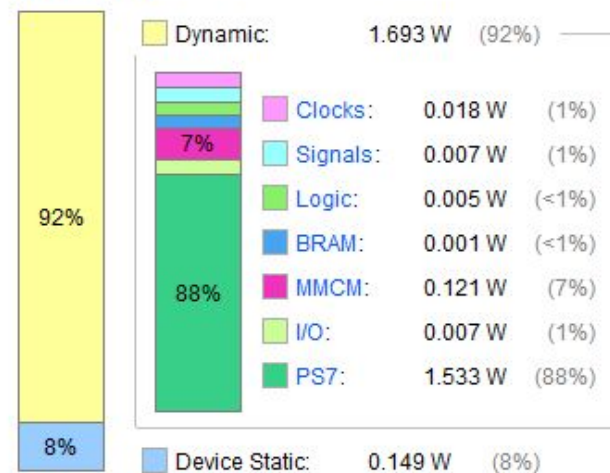 Dynamic: 1.693 W (92%)
Clocks: 0.018 W (1%)
Signals: 0.007 W (1%)
7%
Logic: 0.005 W (<1%)
92%
BRAM: 0.001 W (<1%)
88%
MMCM: 0.121 W (7%)
I/O: 0.007 W (1%)
PS7: 1.533 W (88%)
8%
Device Static: 0.149 W (8%)